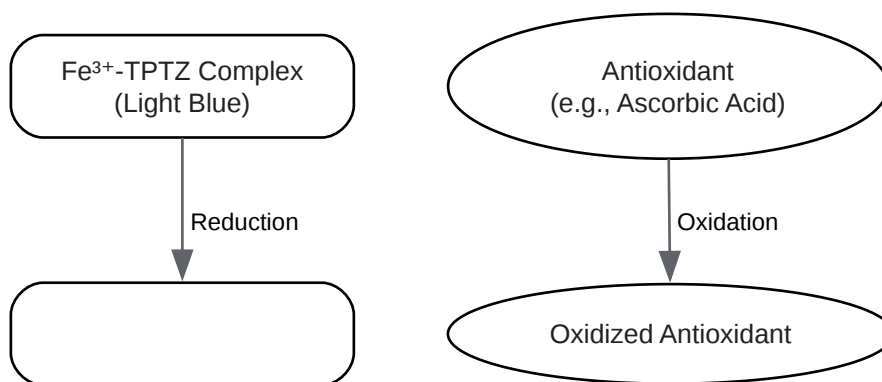 Fe³⁺-TPTZ Complex
(Light Blue)
Antioxidant
(e.g., Ascorbic Acid)
Reduction
Oxidation
Oxidized Antioxidant